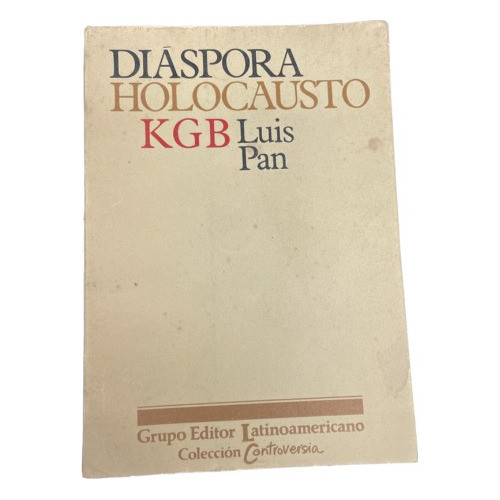 DIÁSPORA
HOLOCAUSTO
KGB Luis
Pan
Grupo Editor Latinoamericano
Colección Controversia